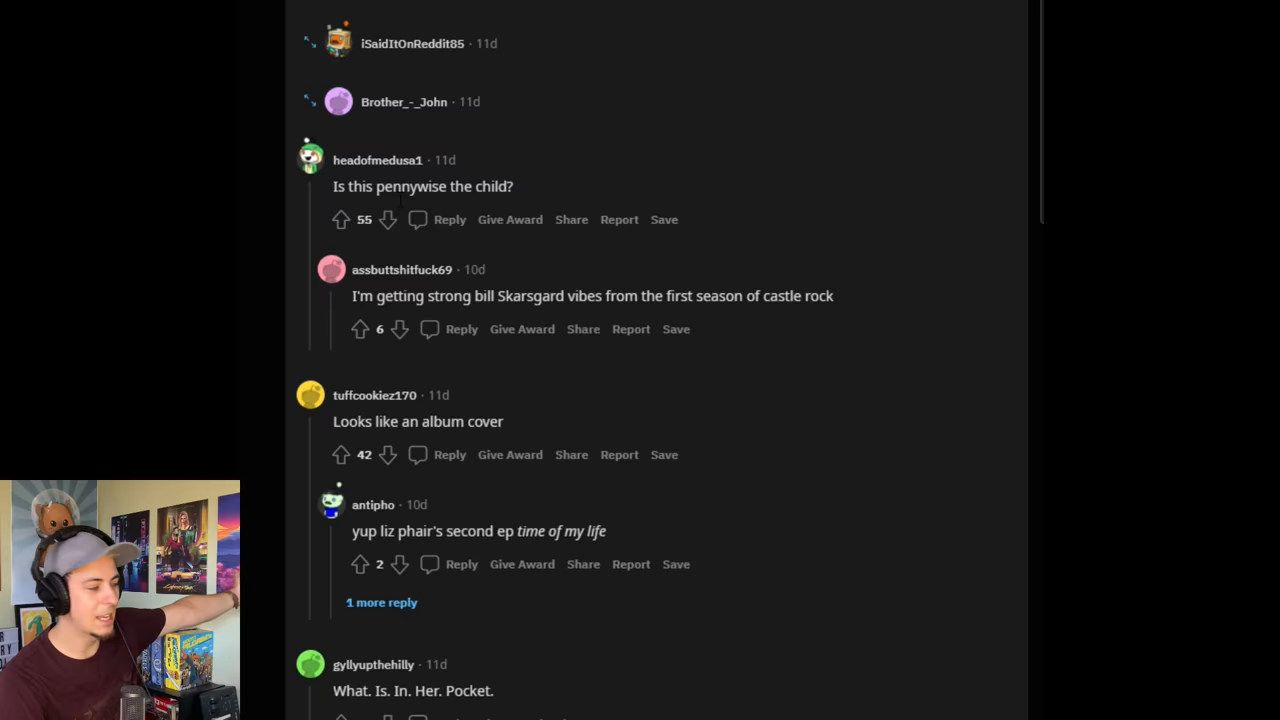 iSaidItOnReddit85 · 11d
Brother_-_John · 11d
headofmedusa1 · 11d
Is this pennywise the child?
55 Reply Give Award Share Report Save
assbuttshitfuck69 · 10d
I'm getting strong bill Skarsgard vibes from the first season of castle rock
6 Reply Give Award Share Report Save
tuffcookiez170 · 11d
Looks like an album cover
42 Reply Give Award Share Report Save
antipho · 10d
yup liz phair's second ep time of my life
2 Reply Give Award Share Report Save
1 more reply
gyllyupthehilly · 11d
What. Is. In. Her. Pocket.